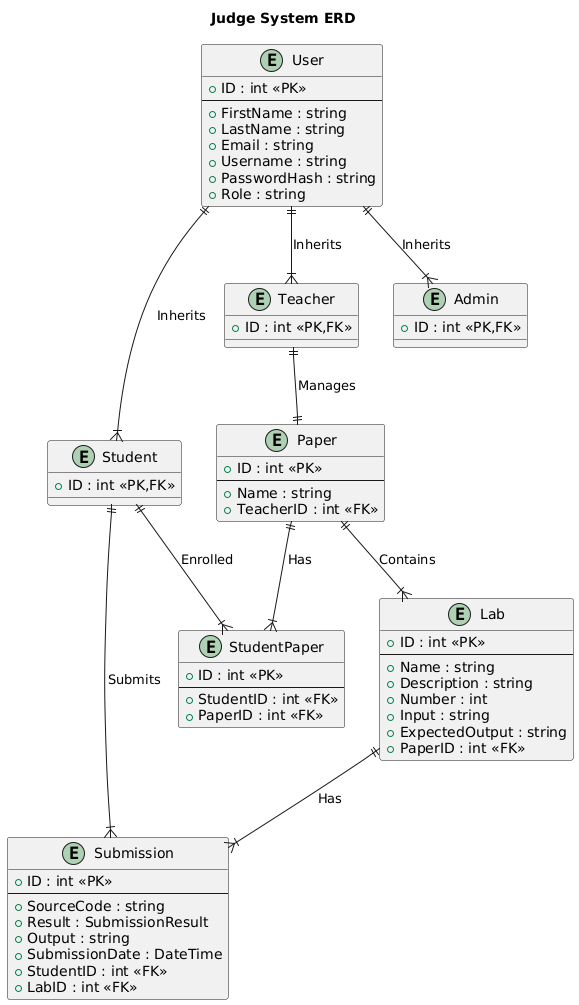 Judge System ERD
E User
ID : int «PK»
FirstName : string
LastName : string
Email : string
Username : string
PasswordHash : string
Role : string
Inherits
Inherits
Inherits
E Teacher
ID : int «PK,FK»
E Admin
ID : int «PK,FK»
Manages
E Student
ID : int «PK,FK»
E Paper
ID : int «PK»
Name : string
TeacherID : int «FK»
Enrolled
Has
Contains
E StudentPaper
ID : int «PK»
StudentID : int «FK»
PaperID : int «FK»
E Lab
ID : int «PK»
Name : string
Description : string
Number : int
Input : string
ExpectedOutput : string
PaperID : int «FK»
Submits
Has
E Submission
ID : int «PK»
SourceCode : string
Result : SubmissionResult
Output : string
SubmissionDate : DateTime
StudentID : int «FK»
LabID : int «FK»